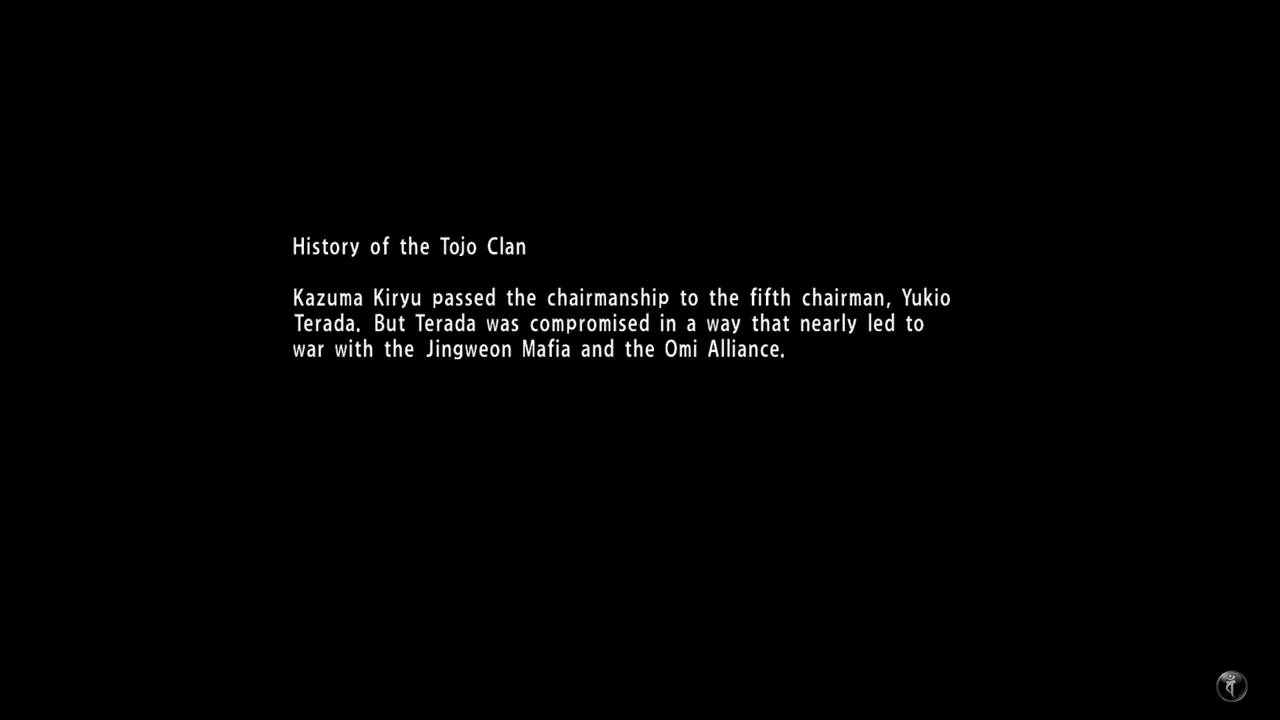 History of the Tojo Clan
Kazuma Kiryu passed the chairmanship to the fifth chairman, Yukio
Terada. But Terada was compromised in a way that nearly led to
war with the Jingweon Mafia and the Omi Alliance.